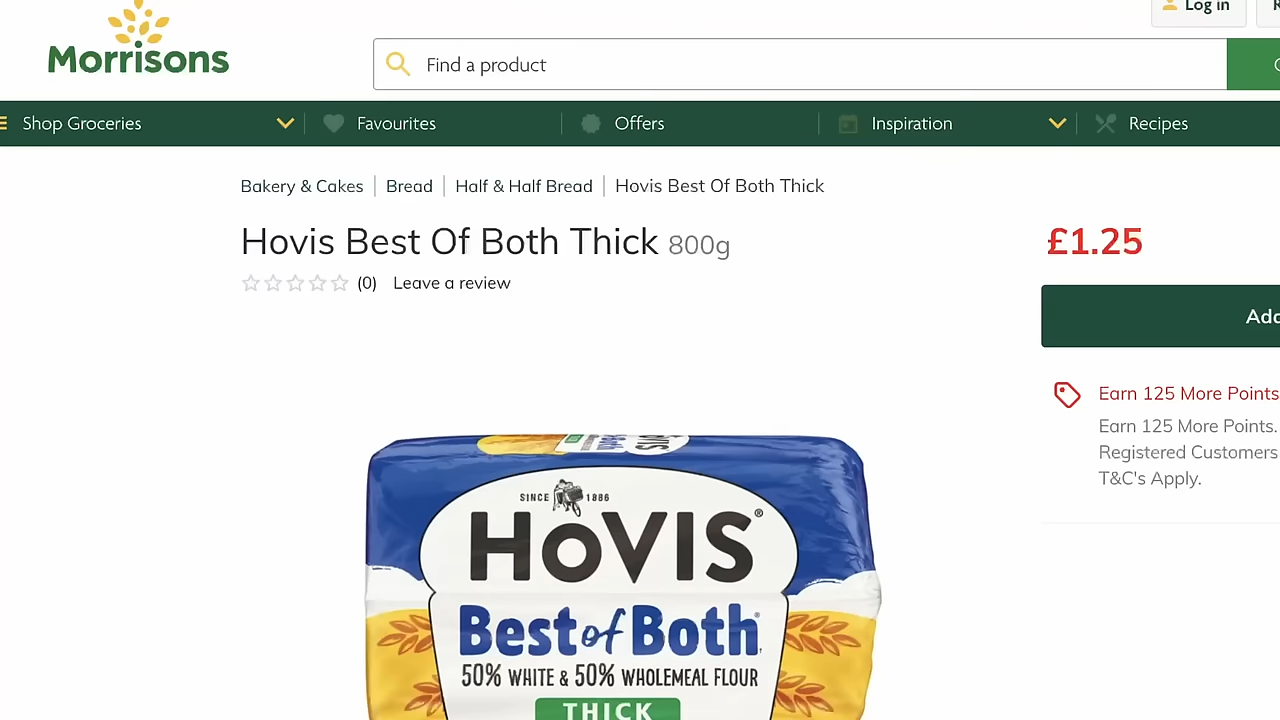 Log in
Morrisons
Find a product
Shop Groceries
Favourites
Offers
Inspiration
Recipes
Bakery & Cakes
Bread
Half & Half Bread
Hovis Best Of Both Thick
Hovis Best Of Both Thick 800g
£1.25
(0) Leave a review
Earn 125 More Points
Earn 125 More Points.
Registered Customers
T&C's Apply.
SINCE 1886
HOVIS®
Best of Both®
50% WHITE & 50% WHOLEMEAL FLOUR
THICK